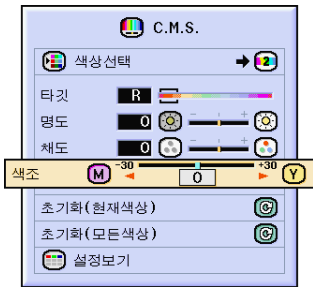 C.M.S.
색상선택 2
타깃 R
명도 0 - +
채도 0 - +
색조 M -30 0 +30 Y
초기화(현재색상)
초기화(모든색상)
설정보기